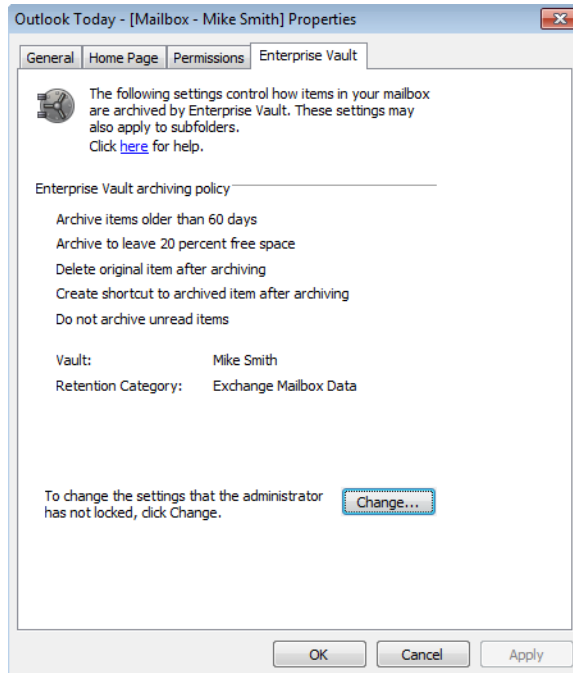 Outlook Today - [Mailbox - Mike Smith] Properties
General
Home Page
Permissions
Enterprise Vault
The following settings control how items in your mailbox
are archived by Enterprise Vault. These settings may
also apply to subfolders.
Click here for help.
Enterprise Vault archiving policy
Archive items older than 60 days
Archive to leave 20 percent free space
Delete original item after archiving
Create shortcut to archived item after archiving
Do not archive unread items
Vault: Mike Smith
Retention Category: Exchange Mailbox Data
To change the settings that the administrator
has not locked, click Change.
Change...
OK
Cancel
Apply